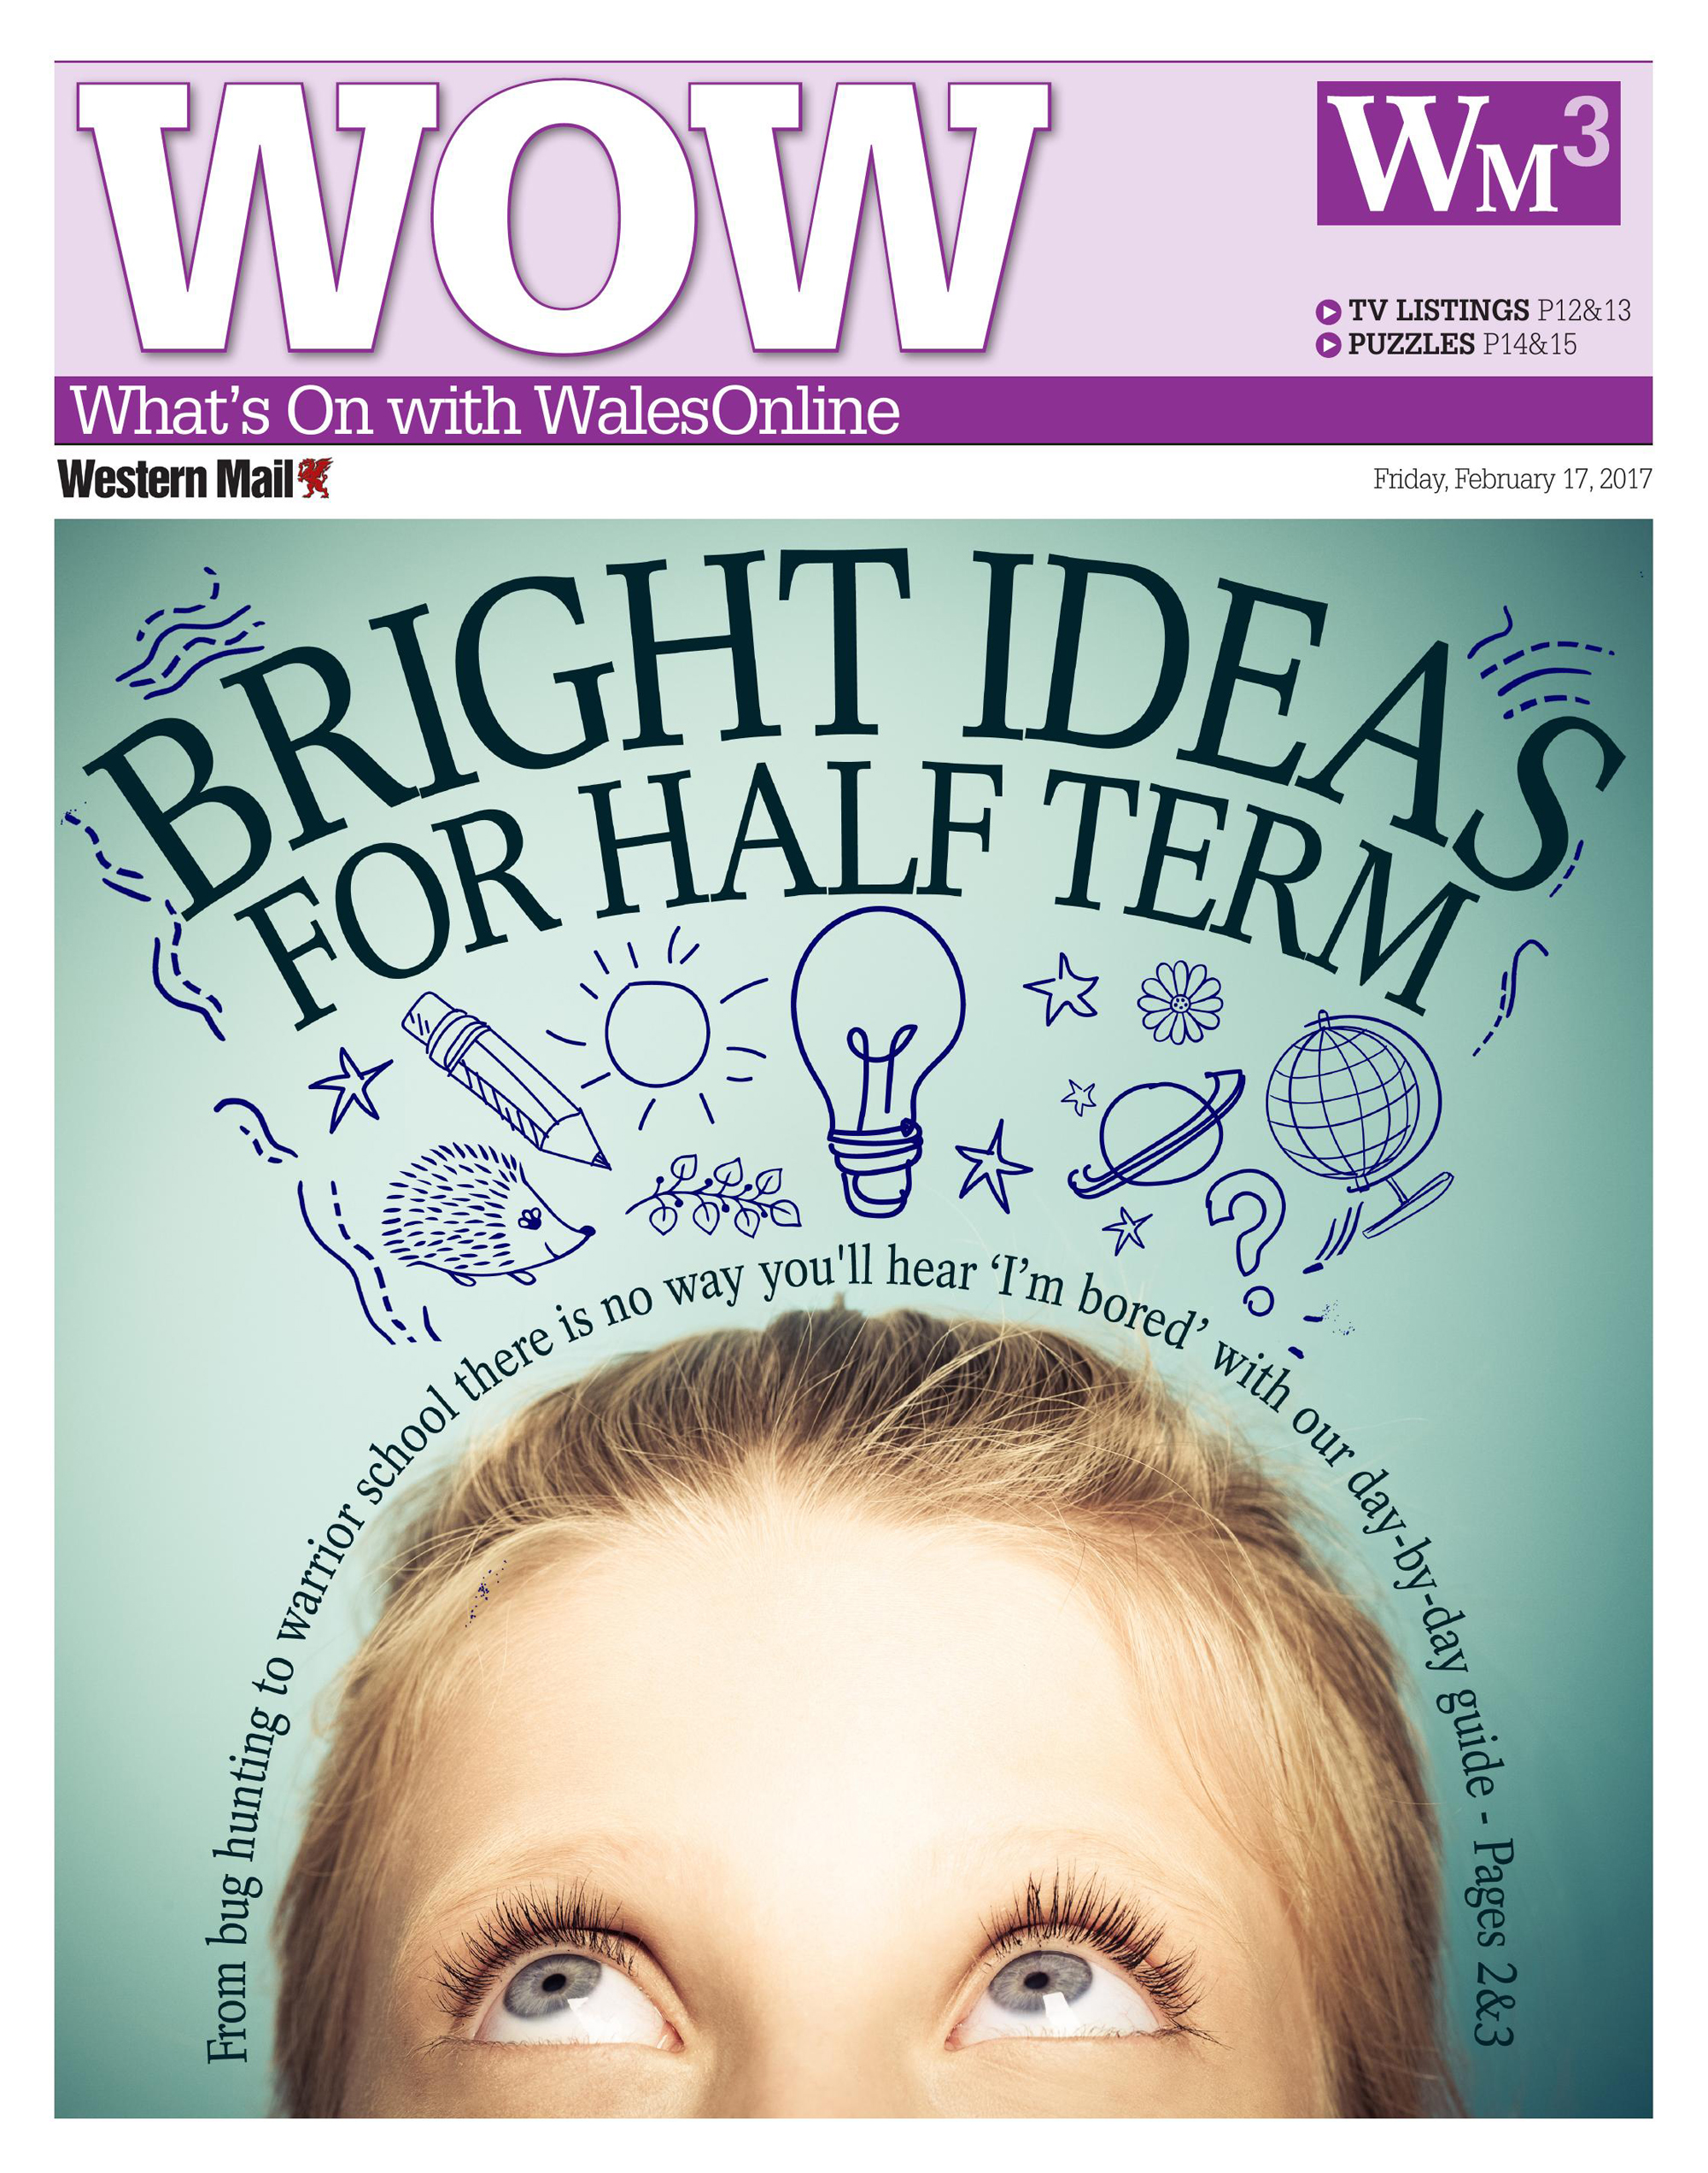 WOW
WM3
TV LISTINGS P12&13
PUZZLES P14&15
What's On with WalesOnline
Western Mail
Friday, February 17, 2017
BRIGHT IDEAS
FOR HALF TERM
From bug hunting to warrior school there is no way you'll hear ‘I’m bored’ with our day-by-day guide - Pages 2&3